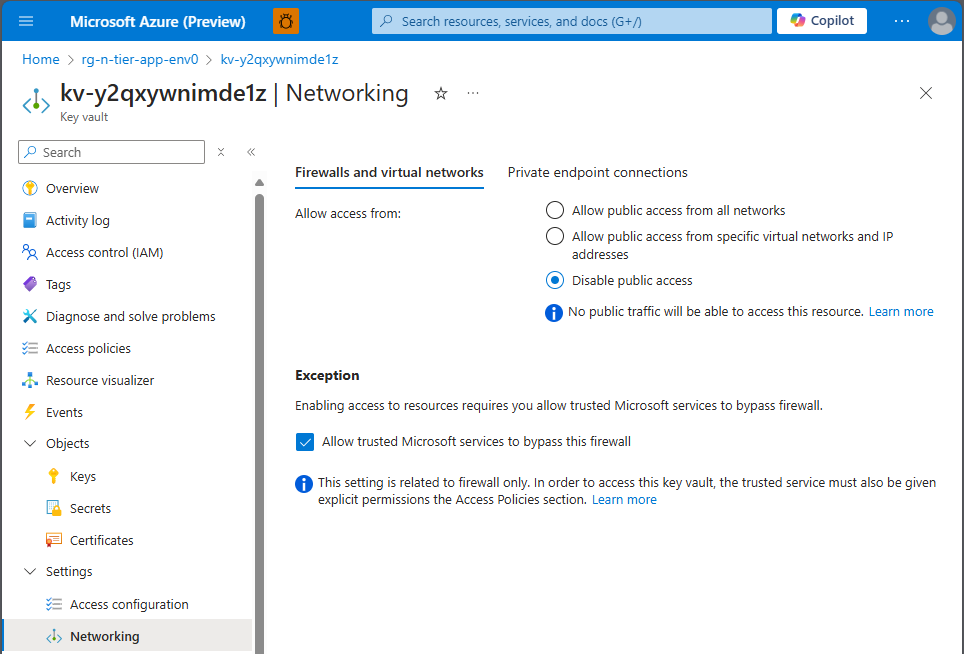 Microsoft Azure (Preview)
Search resources, services, and docs (G+/)
Copilot
Home > rg-n-tier-app-env0 > kv-y2qxywnimde1z
kv-y2qxywnimde1z | Networking
Key vault
Search
Overview
Activity log
Access control (IAM)
Tags
Diagnose and solve problems
Access policies
Resource visualizer
Events
Objects
Keys
Secrets
Certificates
Settings
Access configuration
Networking
Firewalls and virtual networks
Private endpoint connections
Allow access from:
Allow public access from all networks
Allow public access from specific virtual networks and IP
addresses
Disable public access
No public traffic will be able to access this resource. Learn more
Exception
Enabling access to resources requires you allow trusted Microsoft services to bypass firewall.
Allow trusted Microsoft services to bypass this firewall
This setting is related to firewall only. In order to access this key vault, the trusted service must also be given
explicit permissions the Access Policies section. Learn more